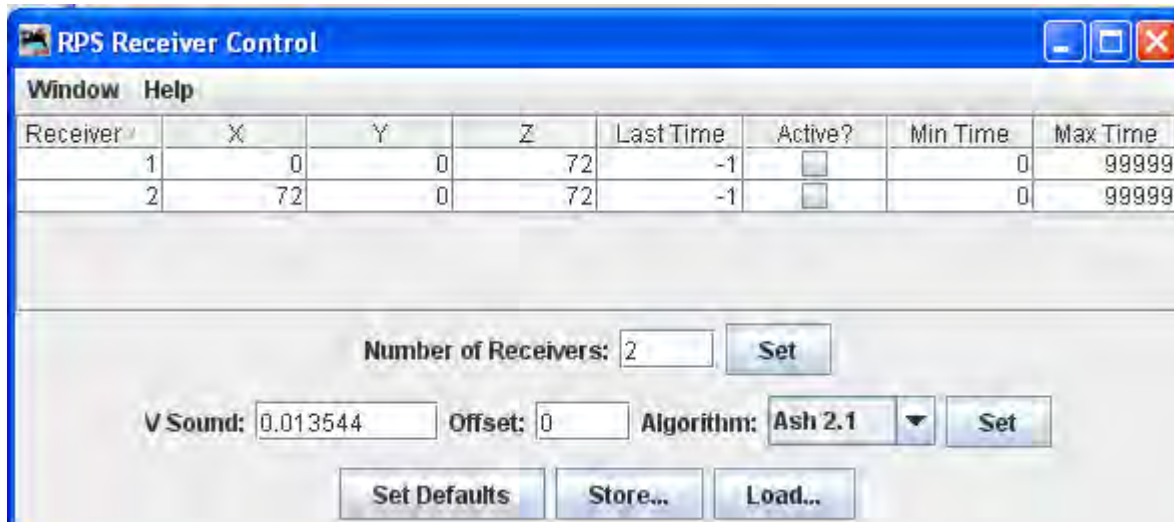 RPS Receiver Control
Window Help
Receiver X Y Z Last Time Active? Min Time Max Time
1 0 0 72 -1 0 99999
2 72 0 72 -1 0 99999
Number of Receivers: 2 Set
V Sound: 0.013544 Offset: 0 Algorithm: Ash 2.1 Set
Set Defaults Store... Load...